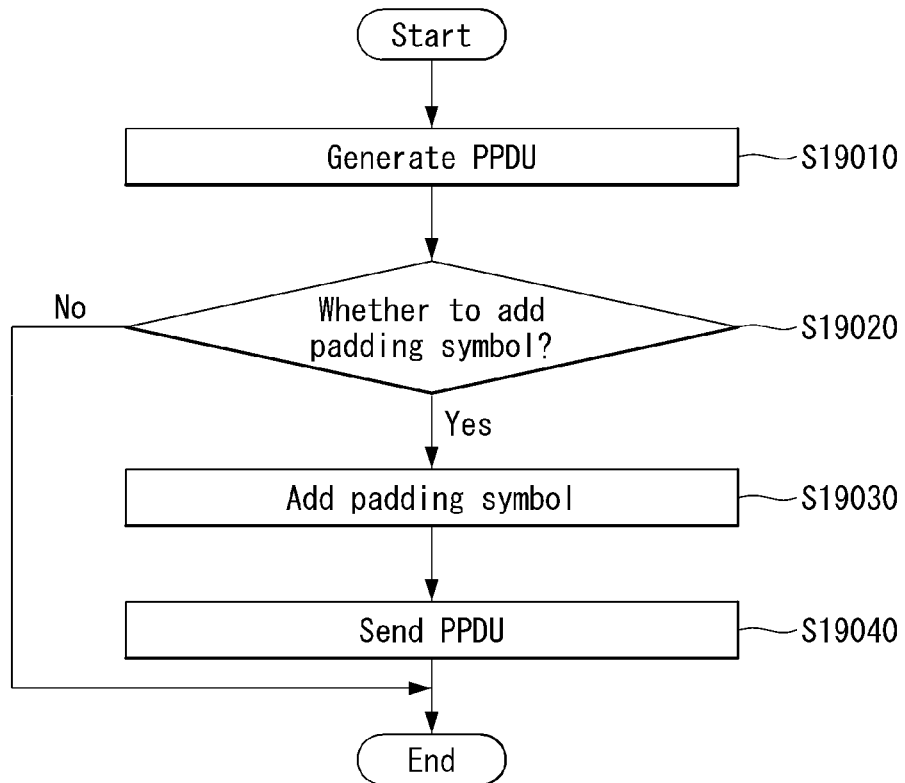 Start
Generate PPDU
S19010
No
Whether to add
padding symbol?
S19020
Yes
Add padding symbol
S19030
Send PPDU
S19040
End